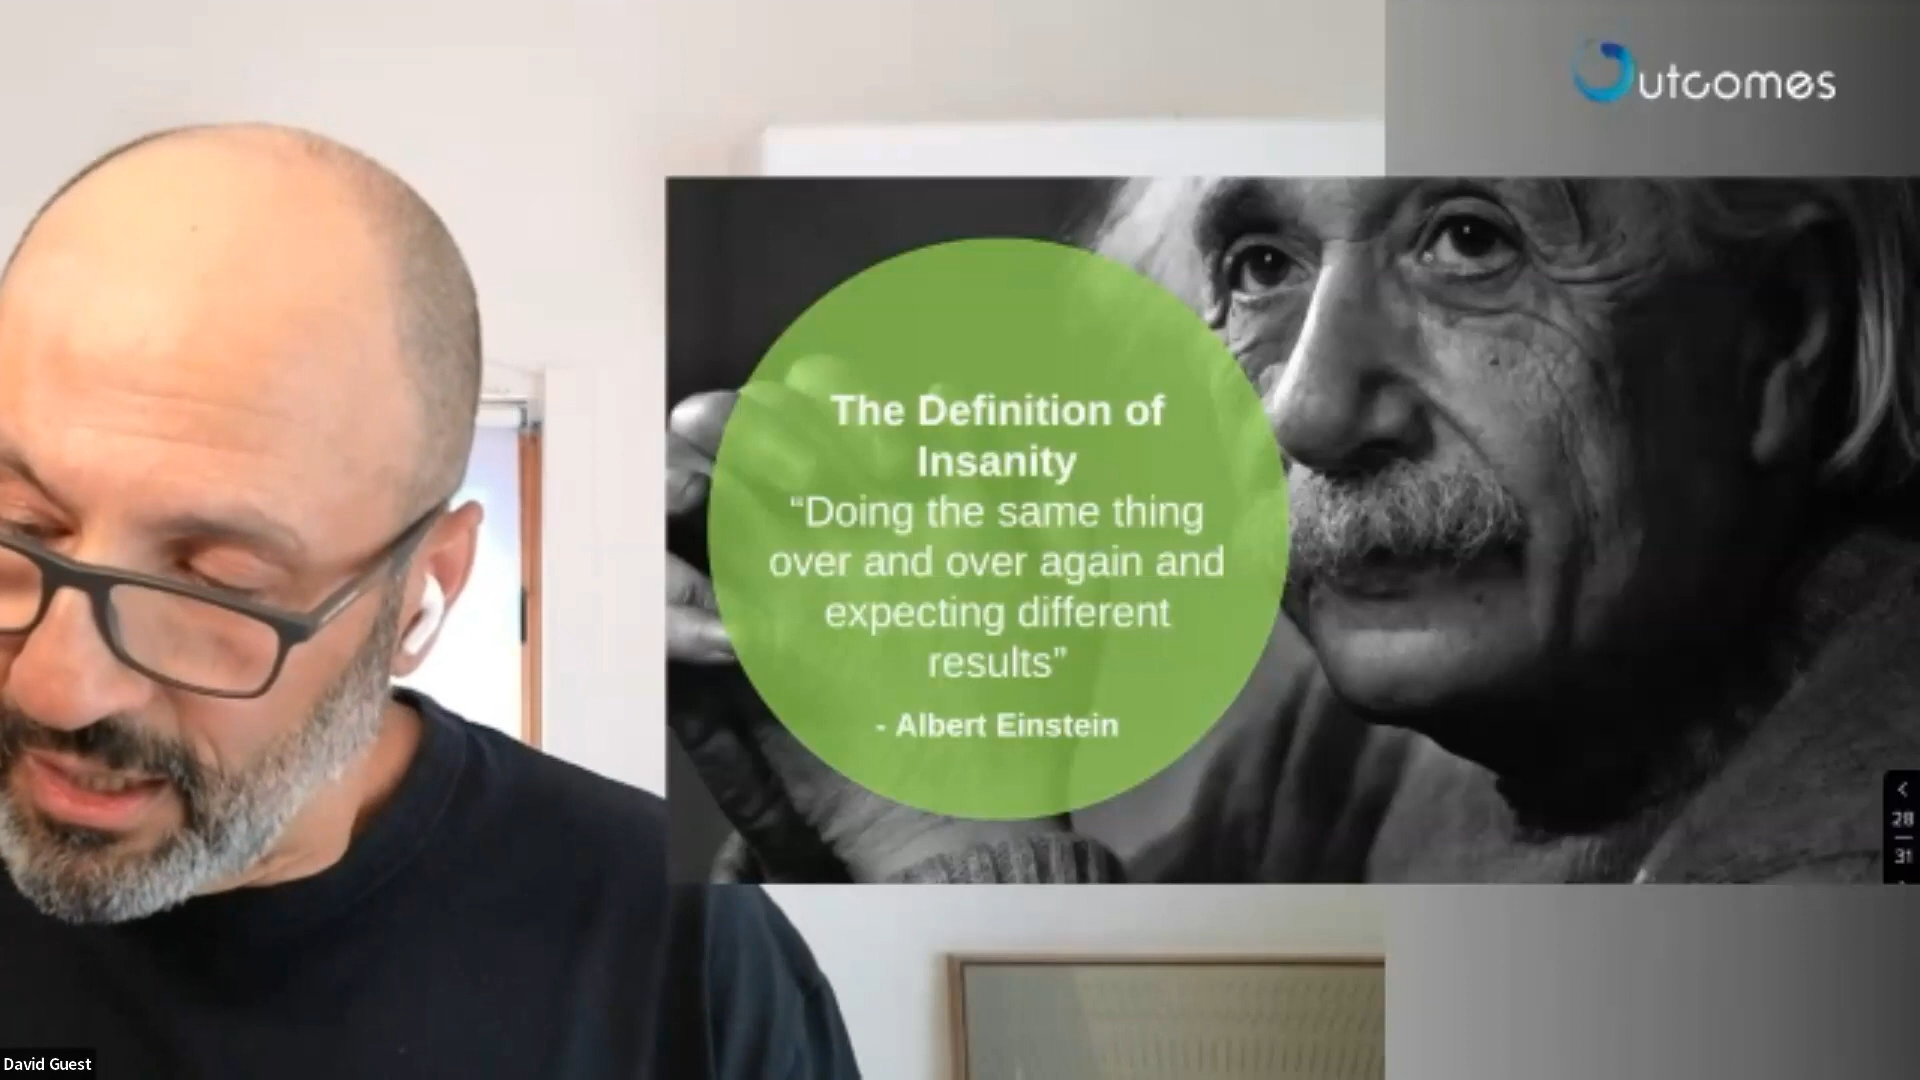 Outcomes
The Definition of
Insanity
“Doing the same thing
over and over again and
expecting different
results”
- Albert Einstein
28
31
David Guest